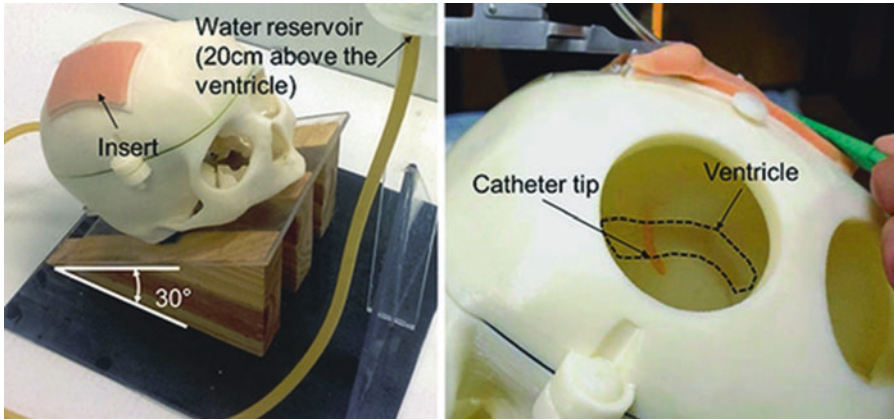 Water reservoir
(20cm above the
ventricle)
Insert
30°
Catheter tip
Ventricle